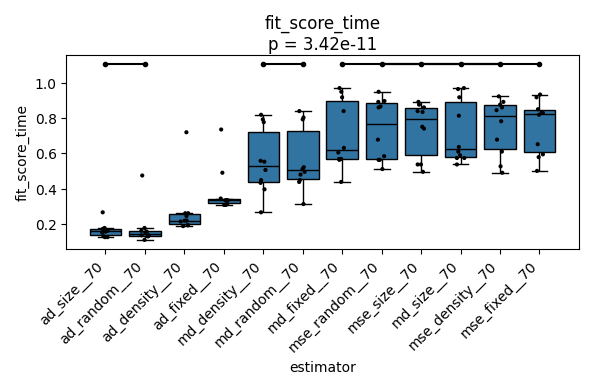 fit_score_time
p = 3.42e-11
fit_score_time
1.0
0.8
0.6
0.4
0.2
ad_size__70
ad_random__70
ad_density__70
ad_fixed__70
md_density__70
md_random__70
md_fixed__70
mse_random__70
mse_size__70
md_size__70
mse_density__70
mse_fixed__70
estimator